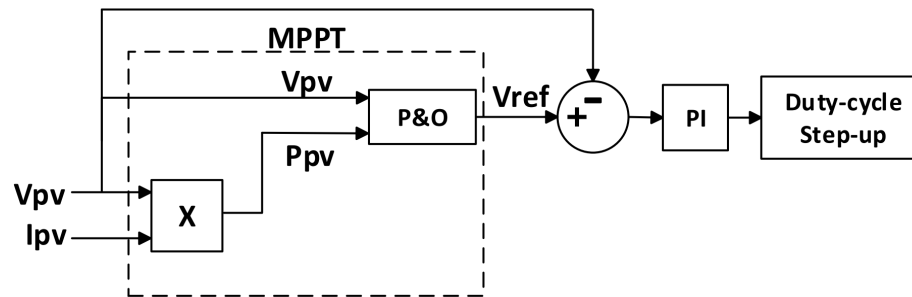 MPPT
Vpv
P&O
Vref
+
-
PI
Duty-cycle
Step-up
Ppv
Vpv
X
Ipv